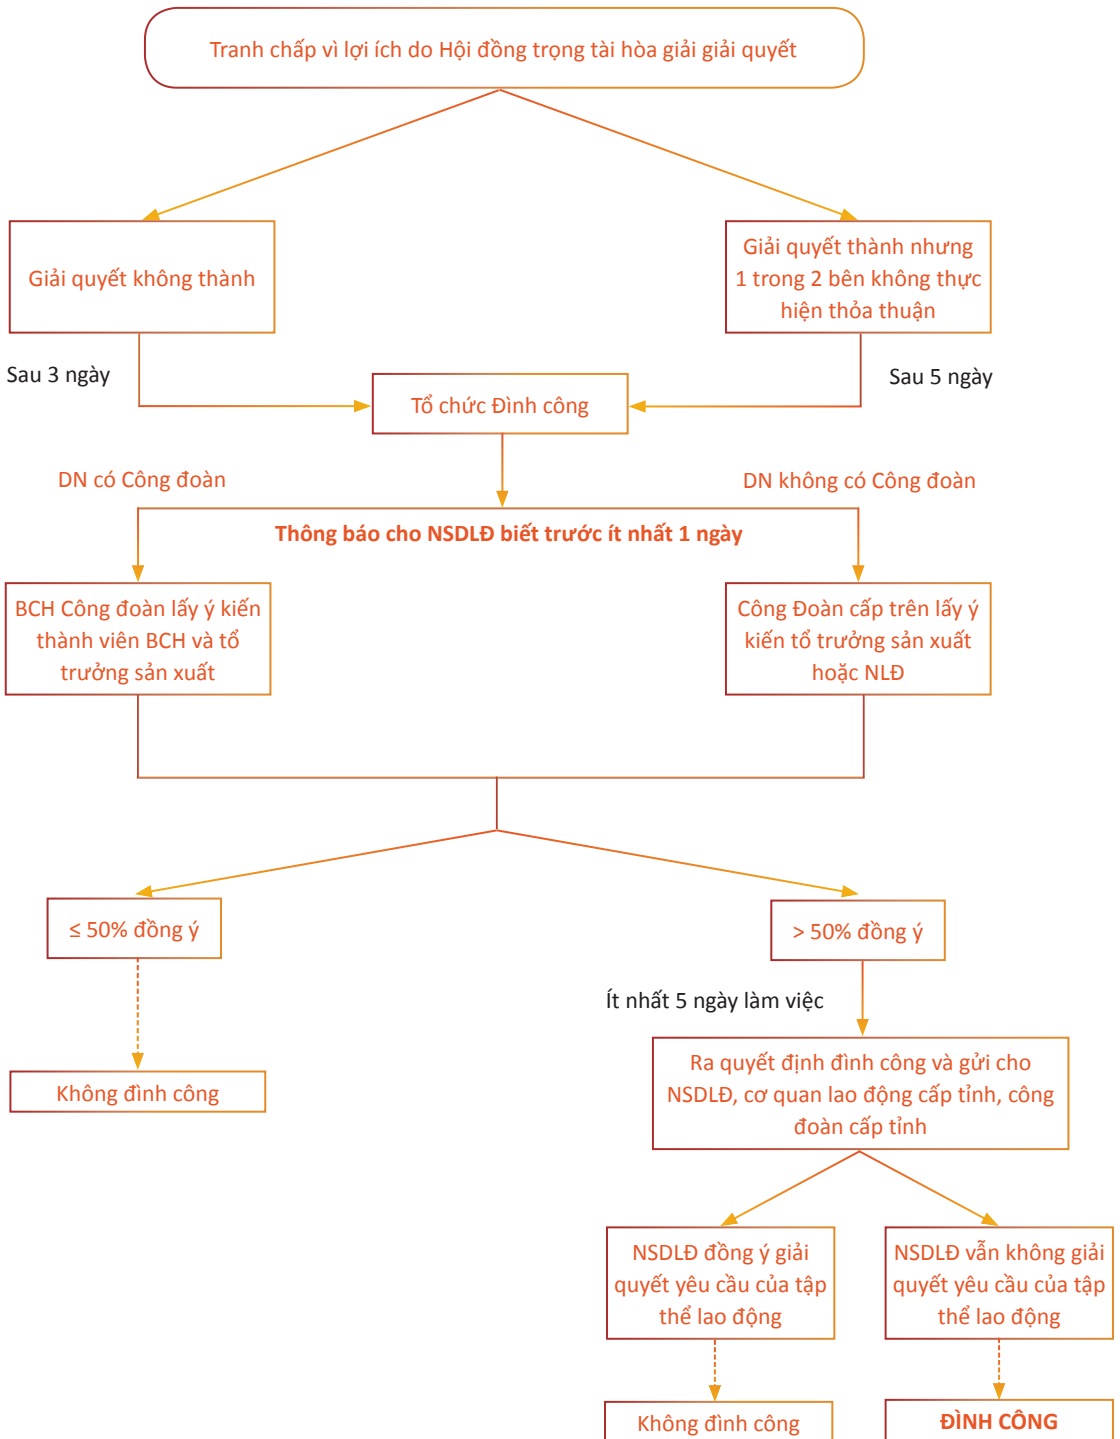 Tranh chấp vì lợi ích do Hội đồng trọng tài hòa giải giải quyết
Giải quyết không thành
Giải quyết thành nhưng
1 trong 2 bên không thực
hiện thỏa thuận
Sau 3 ngày
Sau 5 ngày
Tổ chức Đình công
DN có Công đoàn
DN không có Công đoàn
Thông báo cho NSDLĐ biết trước ít nhất 1 ngày
BCH Công đoàn lấy ý kiến
thành viên BCH và tổ
trưởng sản xuất
Công Đoàn cấp trên lấy ý
kiến tổ trưởng sản xuất
hoặc NLĐ
≤ 50% đồng ý
> 50% đồng ý
Ít nhất 5 ngày làm việc
Không đình công
Ra quyết định đình công và gửi cho
NSDLĐ, cơ quan lao động cấp tỉnh, công
đoàn cấp tỉnh
NSDLĐ đồng ý giải
quyết yêu cầu của tập
thể lao động
NSDLĐ vẫn không giải
quyết yêu cầu của tập
thể lao động
Không đình công
ĐÌNH CÔNG